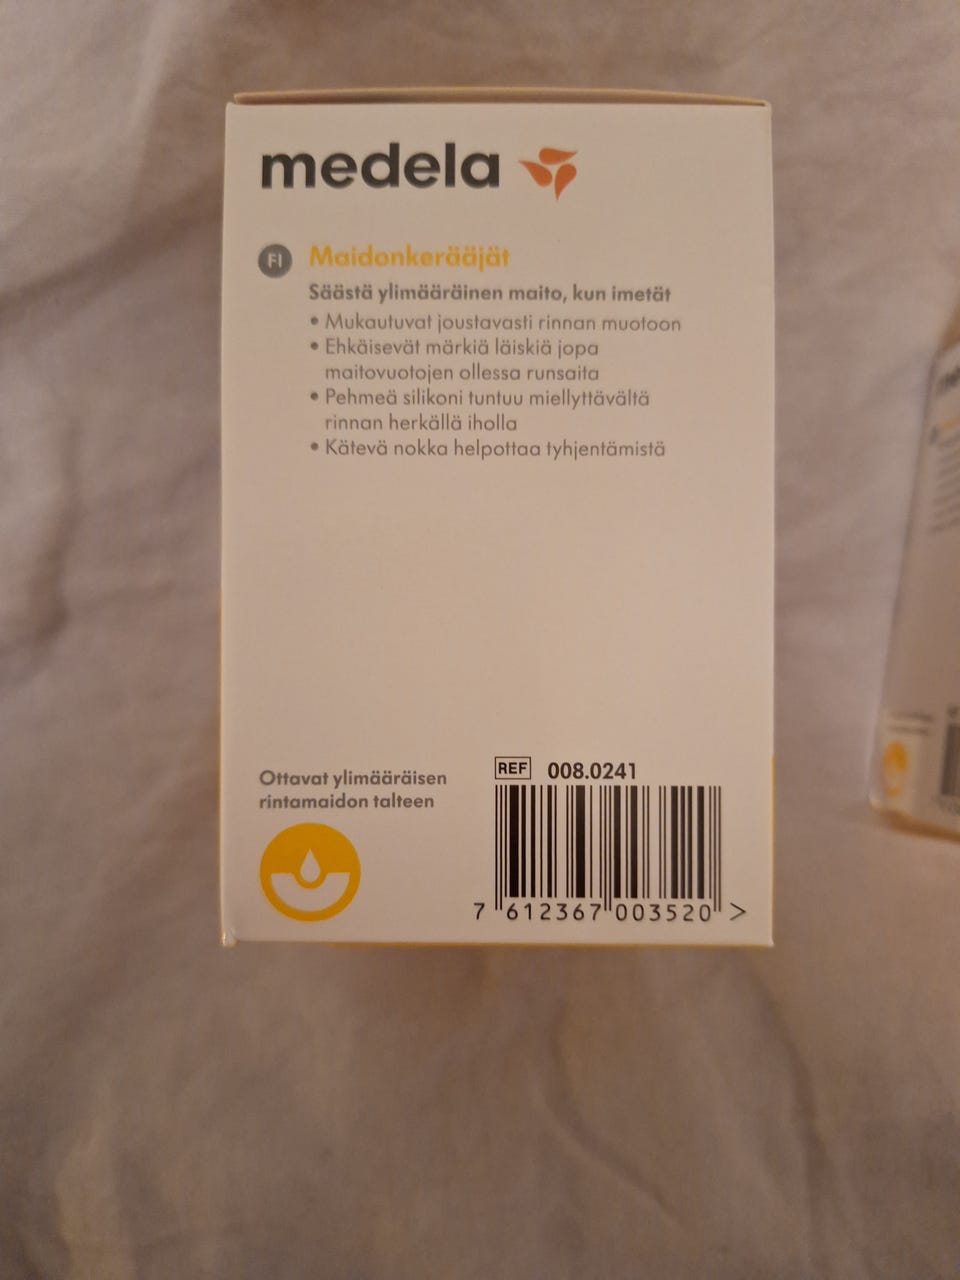 medela
FI
Maidonkerääjät
Säästä ylimääräinen maito, kun imetät
• Mukautuvat joustavasti rinnan muotoon
• Ehkäisevät märkiä läiskiä jopa
maitovuotojen ollessa runsaita
• Pehmeä silikoni tuntuu miellyttävältä
rinnan herkällä iholla
• Kätevä nokka helpottaa tyhjentämistä
Ottavat ylimääräisen
rintamaidon talteen
REF 008.0241
7 612367 003520 >